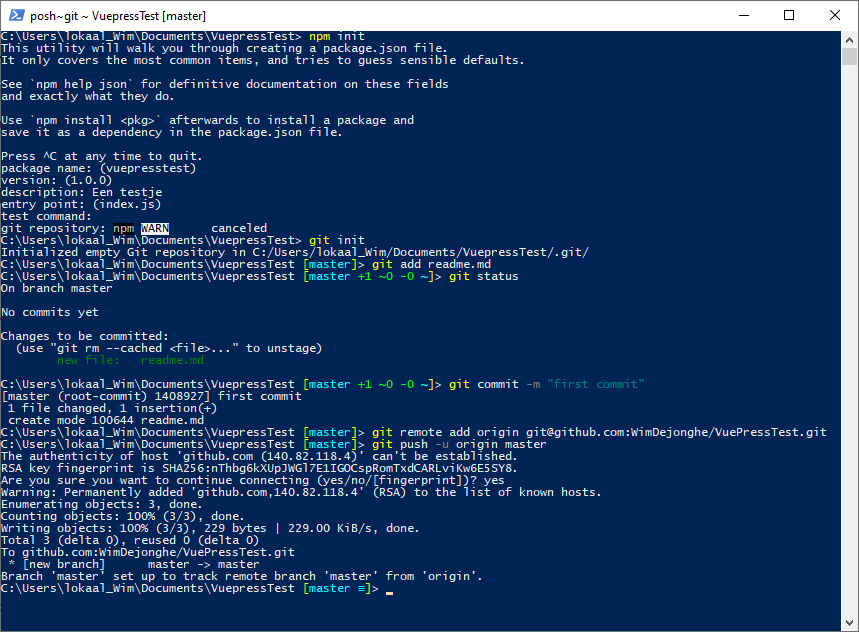 posh~git ~ VuepressTest [master]
C:\Users\lokaal_Wim\Documents\VuepressTest> npm init
This utility will walk you through creating a package.json file.
It only covers the most common items, and tries to guess sensible defaults.
See `npm help json` for definitive documentation on these fields
and exactly what they do.
Use `npm install <pkg>` afterwards to install a package and
save it as a dependency in the package.json file.
Press ^C at any time to quit.
package name: (vuepresstest)
version: (1.0.0)
description: Een testje
entry point: (index.js)
test command:
git repository: npm WARN      canceled
C:\Users\lokaal_Wim\Documents\VuepressTest> git init
Initialized empty Git repository in C:/Users/lokaal_Wim/Documents/VuepressTest/.git/
C:\Users\lokaal_Wim\Documents\VuepressTest [master]> git add readme.md
C:\Users\lokaal_Wim\Documents\VuepressTest [master +1 ~0 -0 ~]> git status
On branch master
No commits yet
Changes to be committed:
  (use "git rm --cached <file>..." to unstage)
        new file:   readme.md
C:\Users\lokaal_Wim\Documents\VuepressTest [master +1 ~0 -0 ~]> git commit -m "first commit"
[master (root-commit) 1408927] first commit
 1 file changed, 1 insertion(+)
 create mode 100644 readme.md
C:\Users\lokaal_Wim\Documents\VuepressTest [master]> git remote add origin git@github.com:WimDejonghe/VuePressTest.git
C:\Users\lokaal_Wim\Documents\VuepressTest [master]> git push -u origin master
The authenticity of host 'github.com (140.82.118.4)' can't be established.
RSA key fingerprint is SHA256:nThbg6kXUpJWGl7E1IGOCspRomTxdCARLviKw6E5SY8.
Are you sure you want to continue connecting (yes/no/[fingerprint])? yes
Warning: Permanently added 'github.com,140.82.118.4' (RSA) to the list of known hosts.
Enumerating objects: 3, done.
Counting objects: 100% (3/3), done.
Writing objects: 100% (3/3), 229 bytes | 229.00 KiB/s, done.
Total 3 (delta 0), reused 0 (delta 0)
To github.com:WimDejonghe/VuePressTest.git
 * [new branch]      master -> master
Branch 'master' set up to track remote branch 'master' from 'origin'.
C:\Users\lokaal_Wim\Documents\VuepressTest [master ≡]>